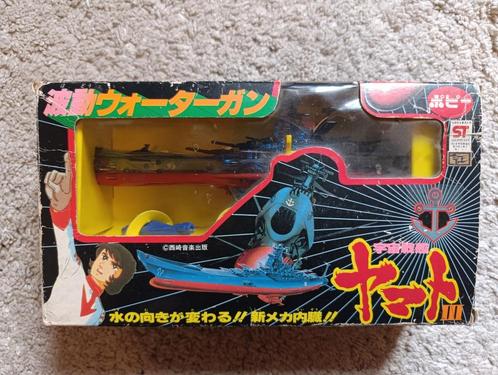 波動ウォーターガン
ポピー
ST
©西崎音楽出版
宇宙戦艦
ヤマト
III
水の向きが変わる!!新メカ内臓!!